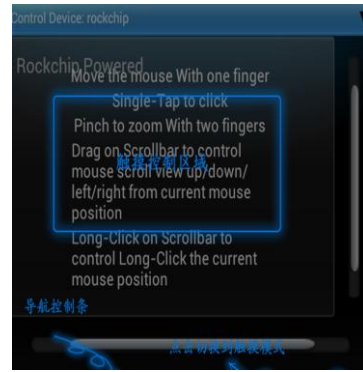 Control Device: rockchip
Rockchip Powered
Move the mouse With one finger
Single-Tap to click
Pinch to zoom With two fingers
Drag on Scrollbar to control
触摸控制区域
mouse scroll view up/down/
left/right from current mouse
position
Long-Click on Scrollbar to
control Long-Click the current
mouse position
导航控制条
点击切换到触摸模式